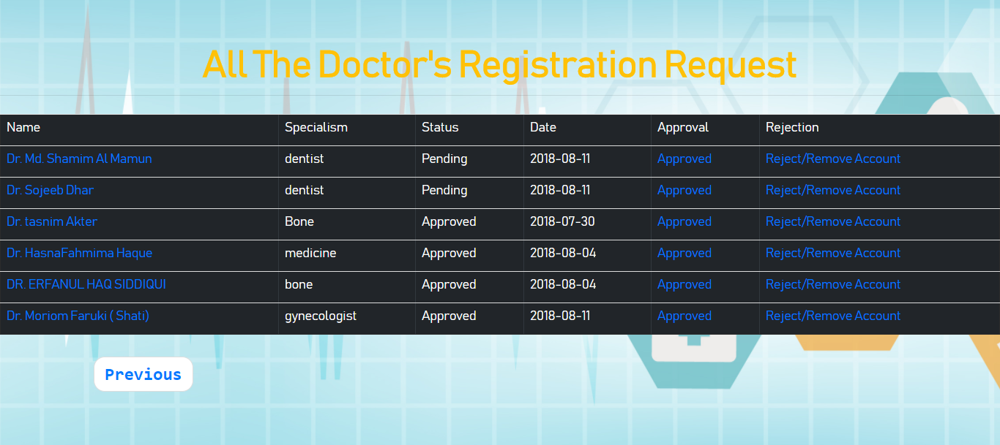 All The Doctor's Registration Request
Name Specialism Status Date Approval Rejection
Dr. Md. Shamim Al Mamun dentist Pending 2018-08-11 Approved Reject/Remove Account
Dr. Sojeeb Dhar dentist Pending 2018-08-11 Approved Reject/Remove Account
Dr. tasnim Akter Bone Approved 2018-07-30 Approved Reject/Remove Account
Dr. HasnaFahmima Haque medicine Approved 2018-08-04 Approved Reject/Remove Account
DR. ERFANUL HAQ SIDDIQUI bone Approved 2018-08-04 Approved Reject/Remove Account
Dr. Moriom Faruki ( Shati) gynecologist Approved 2018-08-11 Approved Reject/Remove Account
Previous